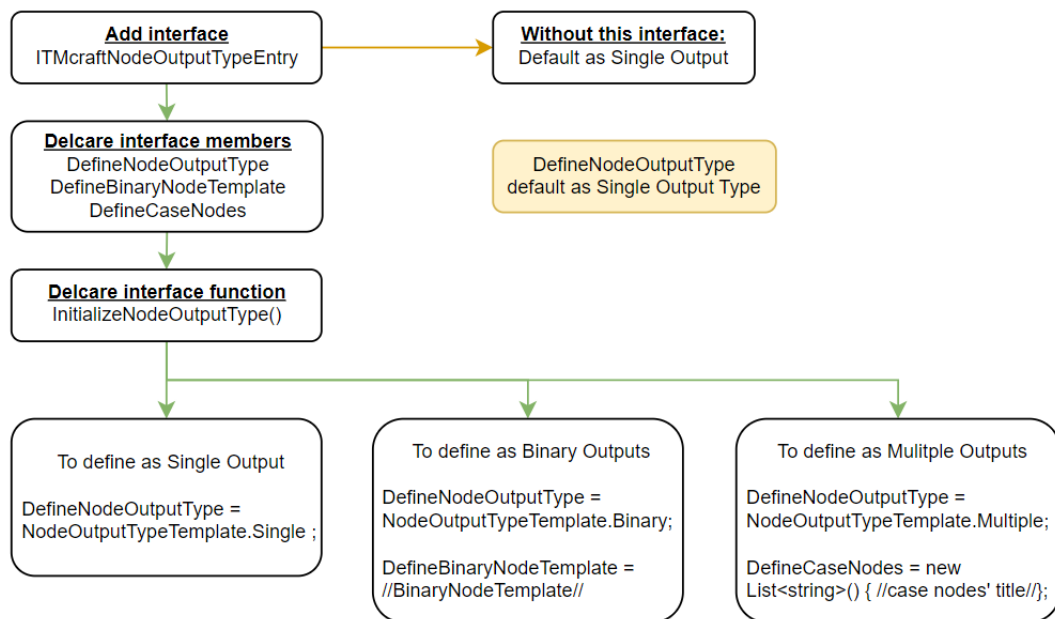 Add interface
ITMcraftNodeOutputTypeEntry
Without this interface:
Default as Single Output
Delcare interface members
DefineNodeOutputType
DefineBinaryNodeTemplate
DefineCaseNodes
DefineNodeOutputType
default as Single Output Type
Delcare interface function
InitializeNodeOutputType()
To define as Single Output
DefineNodeOutputType =
NodeOutputTypeTemplate.Single ;
To define as Binary Outputs
DefineNodeOutputType =
NodeOutputTypeTemplate.Binary;
DefineBinaryNodeTemplate =
//BinaryNodeTemplate//
To define as Mulitple Outputs
DefineNodeOutputType =
NodeOutputTypeTemplate.Multiple;
DefineCaseNodes = new
List<string>() { //case nodes' title//};